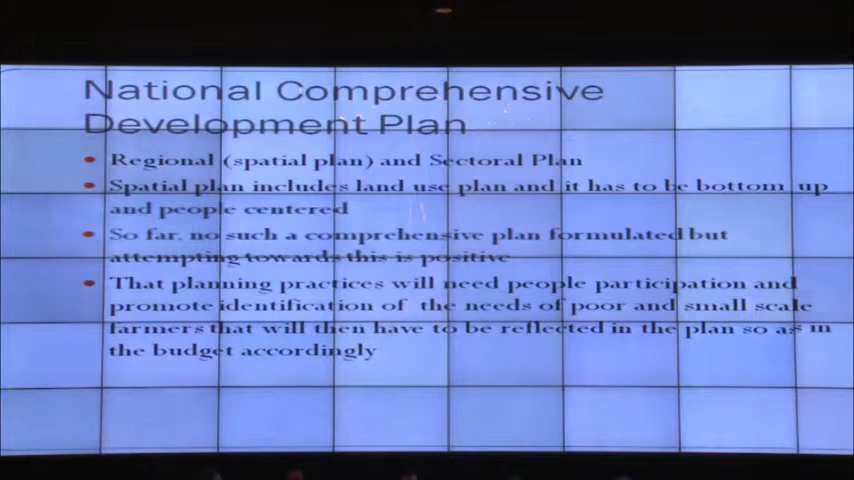 National Comprehensive
Development Plan
• Regional (spatial plan) and Sectoral Plan
• Spatial plan includes land use plan and it has to be bottom up
and people centered
• So far, no such a comprehensive plan formulated but
attempting towards this is positive
• That planning practices will need people participation and
promote identification of the needs of poor and small scale
farmers that will then have to be reflected in the plan so as in
the budget accordingly